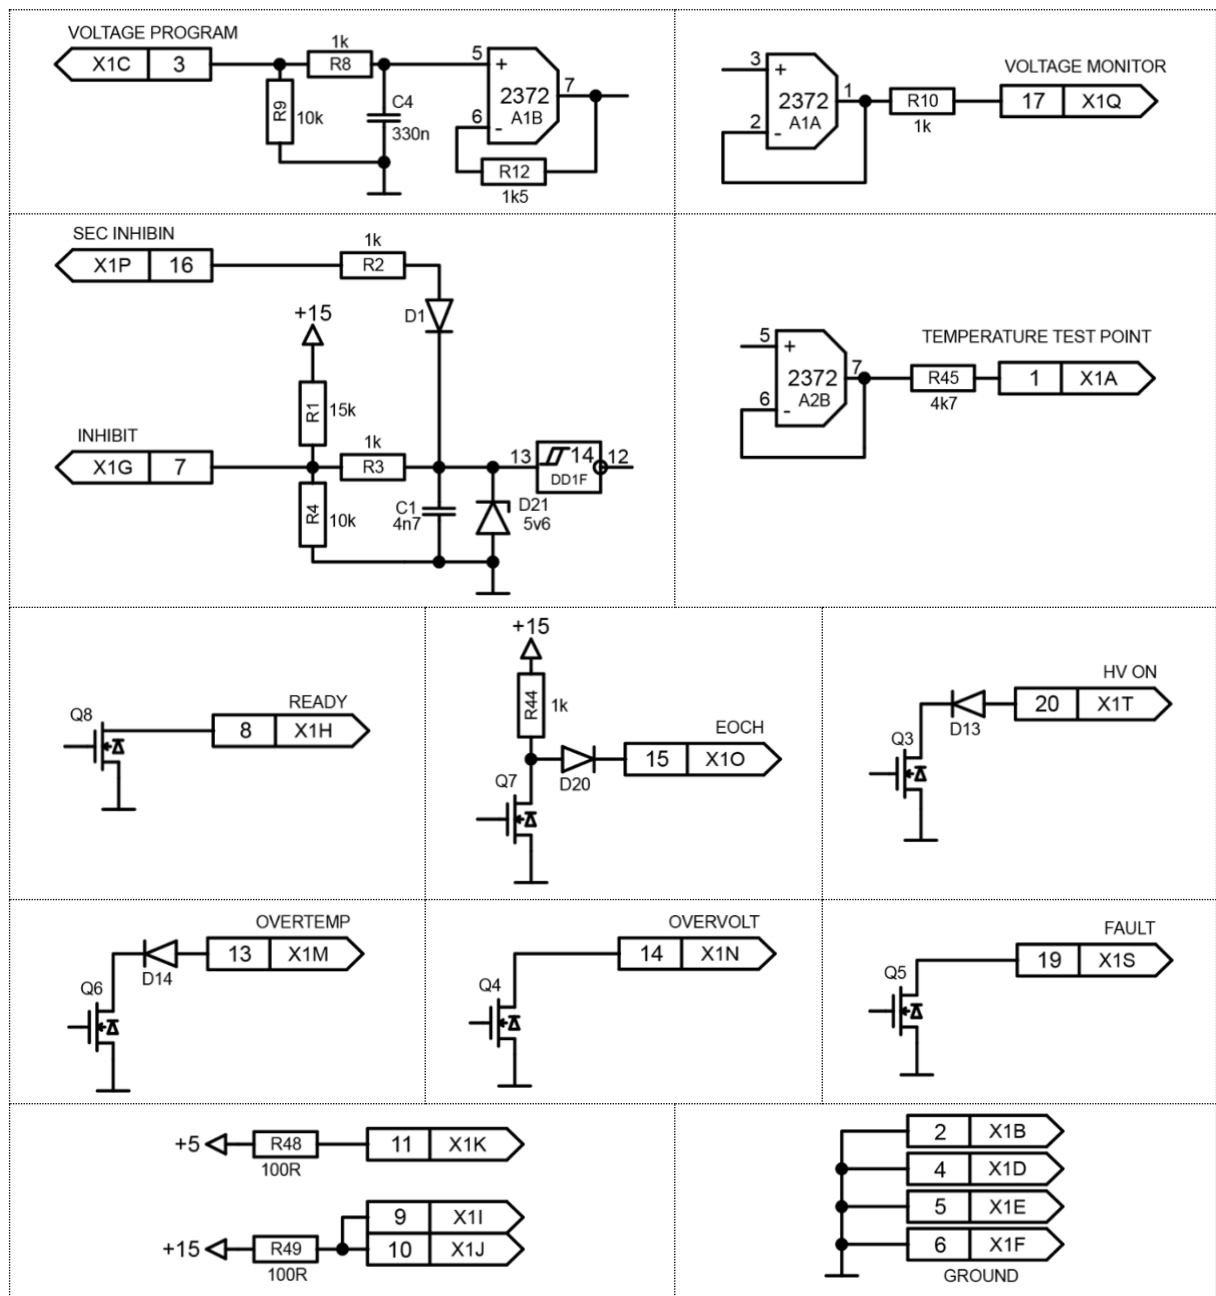 VOLTAGE PROGRAM
X1C 3
1k
R8
R9
10k
C4
330n
5
+
2372
A1B
7
6
-
R12
1k5
3
+
2372
A1A
1
2
-
R10
1k
VOLTAGE MONITOR
17 X1Q
SEC INHIBIN
X1P 16
1k
R2
D1
+15
R1
15k
INHIBIT
X1G 7
1k
R3
R4
10k
C1
4n7
D21
5v6
13
14
12
DD1F
5
+
2372
A2B
7
6
-
R45
4k7
TEMPERATURE TEST POINT
1 X1A
Q8
READY
8 X1H
+15
R44
1k
Q7
D20
EOCH
15 X1O
Q3
D13
HV ON
20 X1T
Q6
D14
OVERTEMP
13 X1M
Q4
OVERVOLT
14 X1N
Q5
FAULT
19 X1S
+5
R48
100R
11 X1K
+15
R49
100R
9 X1I
10 X1J
2 X1B
4 X1D
5 X1E
6 X1F
GROUND